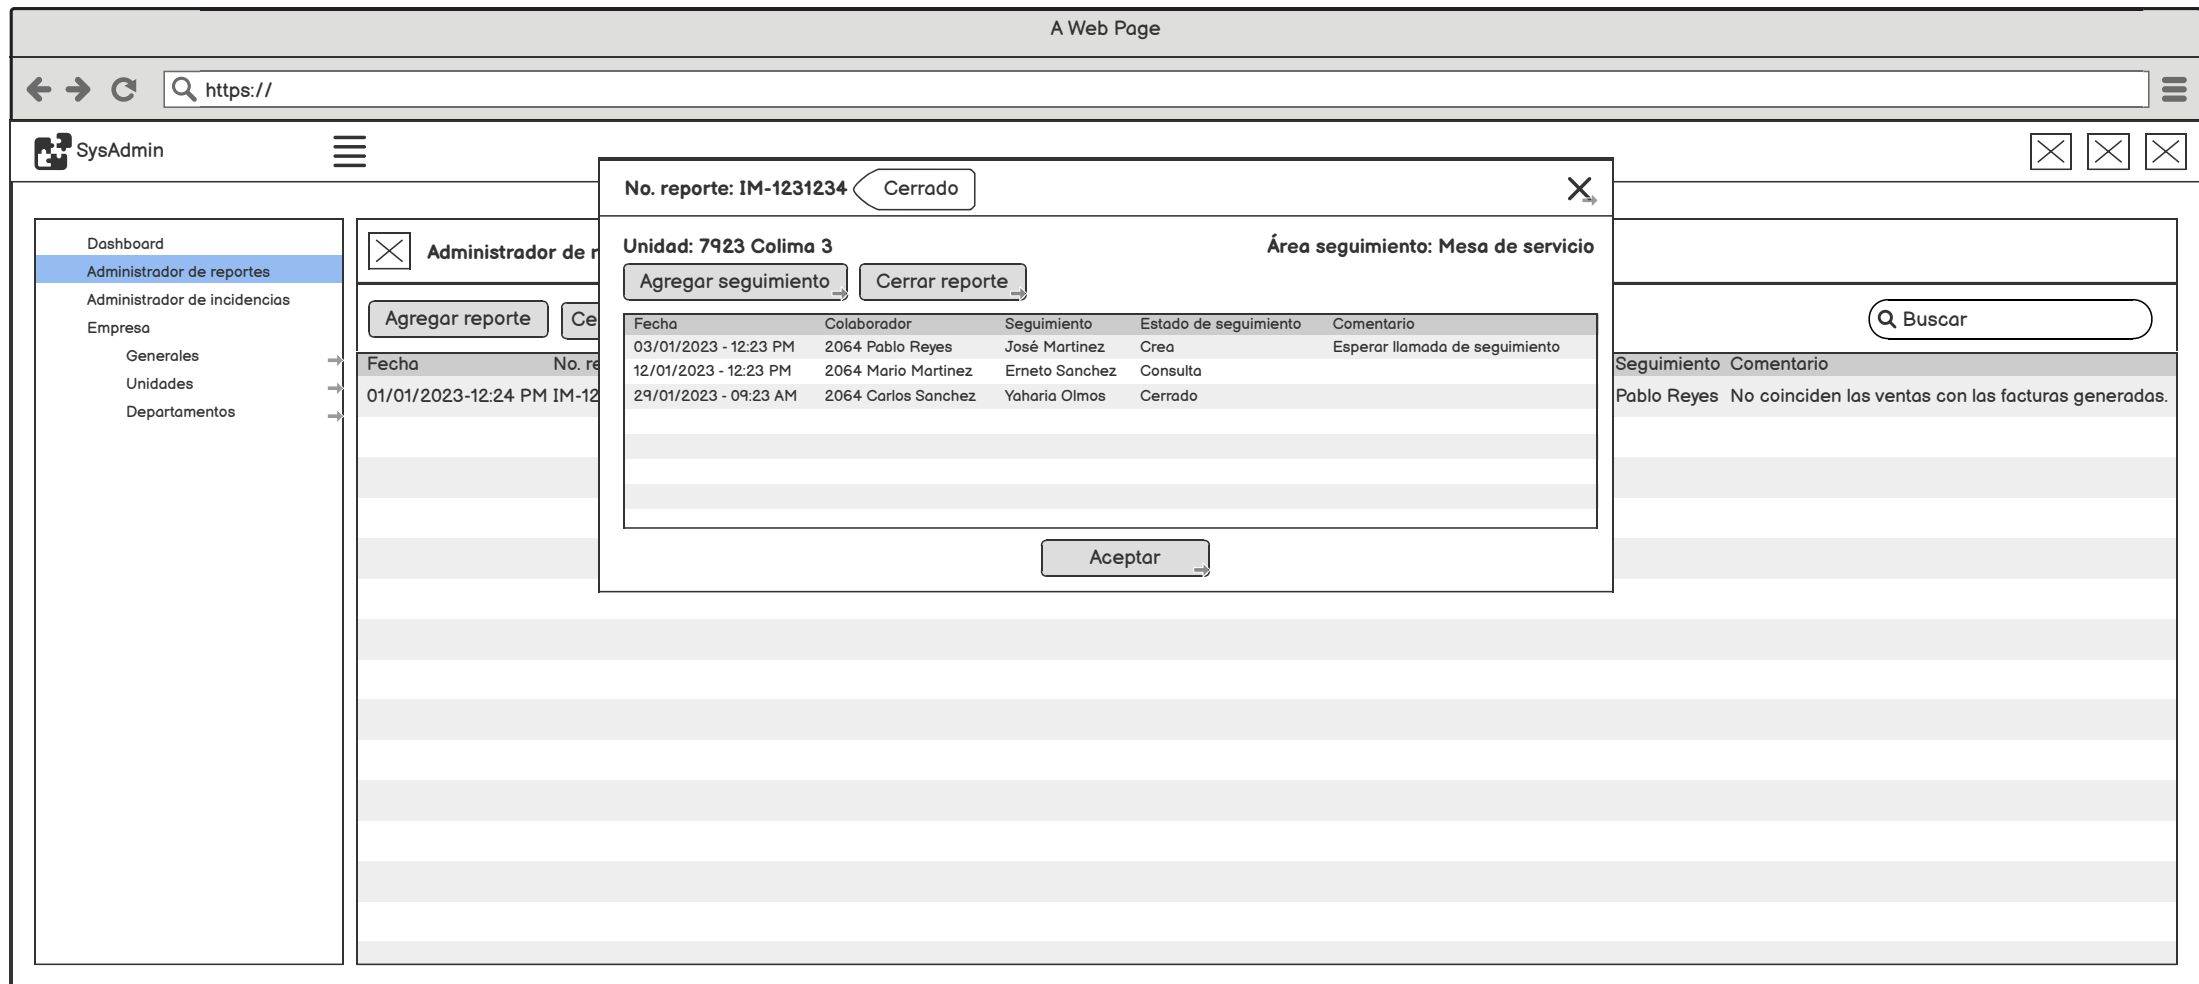 A Web Page
https://
SysAdmin
No. reporte: IM-1231234 Cerrado
Dashboard
Administrador de reportes
Administrador de incidencias
Empresa
Generales
Unidades
Departamentos
Administrador de r
Agregar reporte Ce
Buscar
Fecha No. re Seguimiento Comentario
01/01/2023-12:24 PM IM-12 Pablo Reyes No coinciden las ventas con las facturas generadas.
Unidad: 7923 Colima 3 Área seguimiento: Mesa de servicio
Agregar seguimiento Cerrar reporte
Fecha Colaborador Seguimiento Estado de seguimiento Comentario
03/01/2023 - 12:23 PM 2064 Pablo Reyes José Martinez Crea Esperar llamada de seguimiento
12/01/2023 - 12:23 PM 2064 Mario Martinez Erneto Sanchez Consulta
29/01/2023 - 09:23 AM 2064 Carlos Sanchez Yaharia Olmos Cerrado
Aceptar